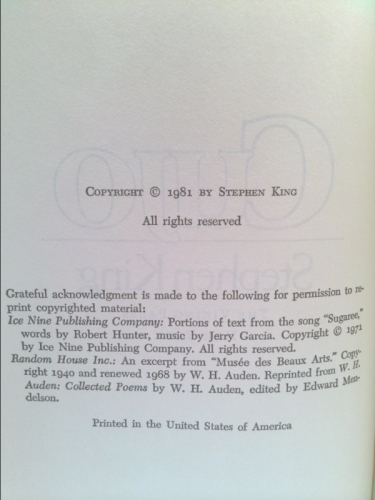 COPYRIGHT © 1981 BY STEPHEN KING
All rights reserved
Grateful acknowledgment is made to the following for permission to re-
print copyrighted material:
Ice Nine Publishing Company: Portions of text from the song "Sugaree,"
words by Robert Hunter, music by Jerry Garcia. Copyright © 1971
by Ice Nine Publishing Company. All rights reserved.
Random House Inc.: An excerpt from "Musée des Beaux Arts." Copy-
right 1940 and renewed 1968 by W. H. Auden. Reprinted from W. H.
Auden: Collected Poems by W. H. Auden, edited by Edward Men-
delson.
Printed in the United States of America
CUJO
Stephen King